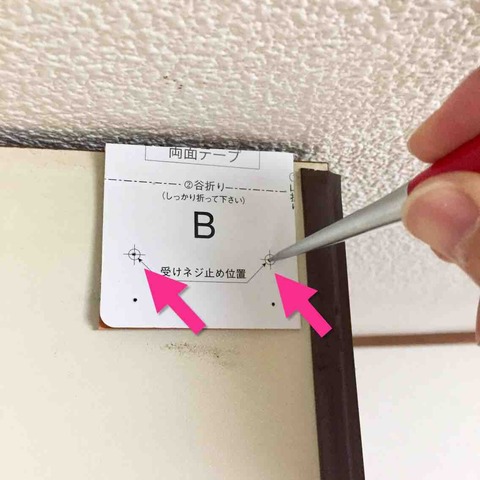 両面テープ
②谷折り
(しっかり折って下さい)
B
受けネジ止め位置